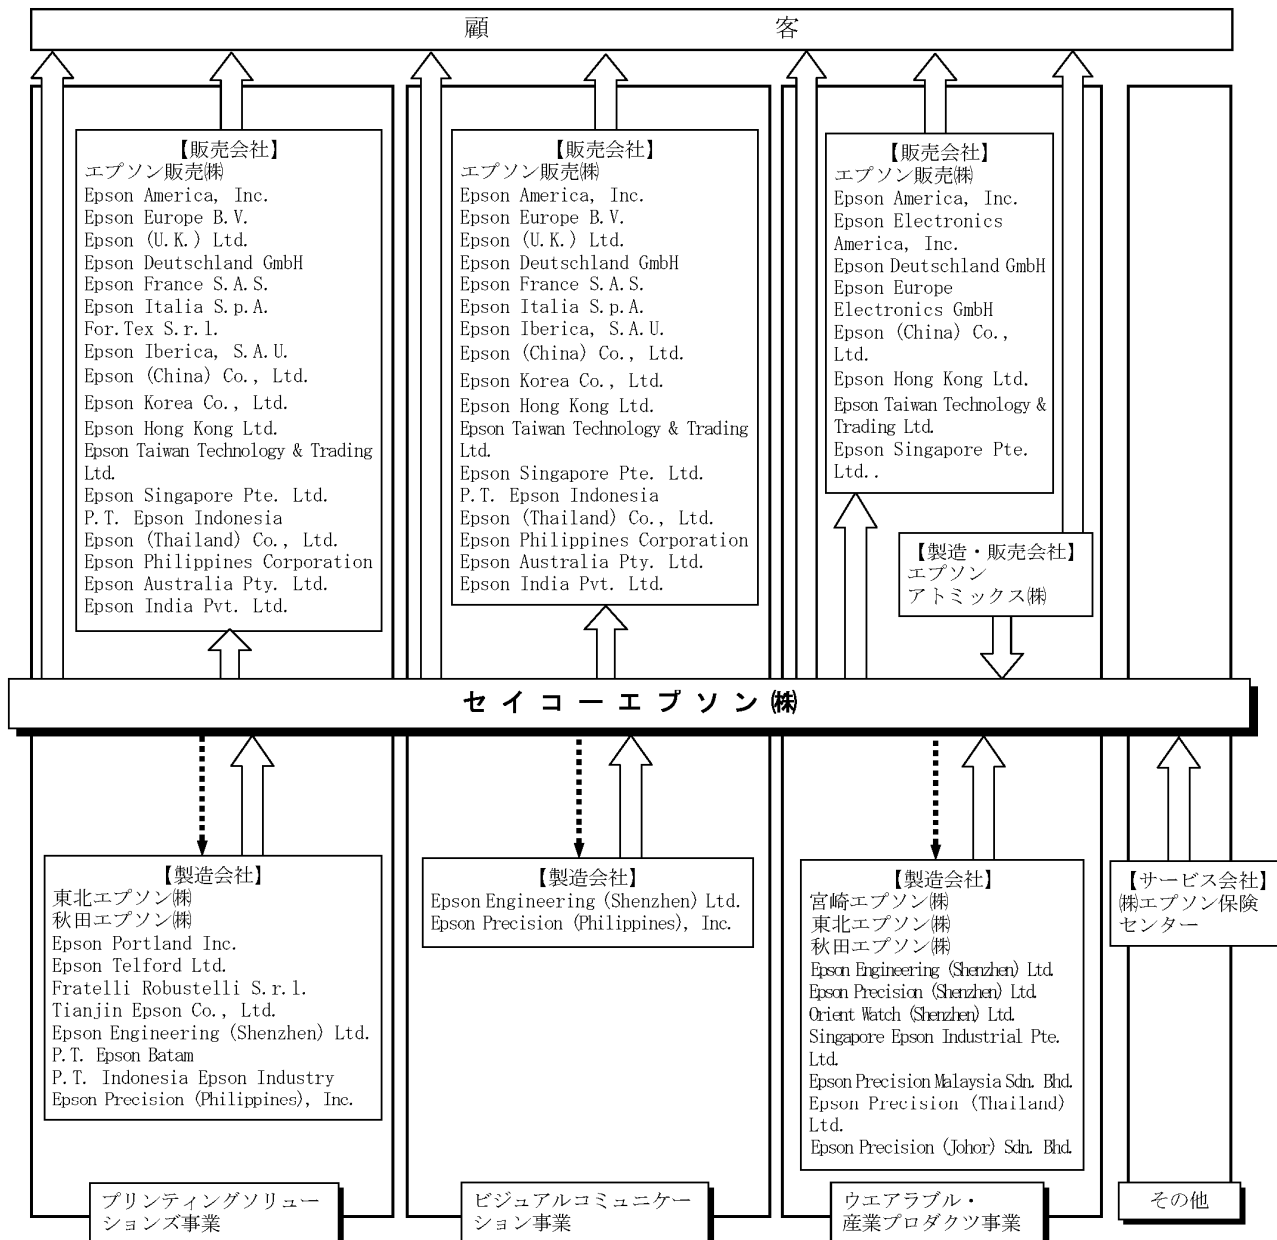 顧客
【販売会社】
エプソン販売㈱
Epson America, Inc.
Epson Europe B.V.
Epson (U.K.) Ltd.
Epson Deutschland GmbH
Epson France S.A.S.
Epson Italia S.p.A.
For.Tex S.r.l.
Epson Iberica, S.A.U.
Epson (China) Co., Ltd.
Epson Korea Co., Ltd.
Epson Hong Kong Ltd.
Epson Taiwan Technology & Trading
Ltd.
Epson Singapore Pte. Ltd.
P.T. Epson Indonesia
Epson (Thailand) Co., Ltd.
Epson Philippines Corporation
Epson Australia Pty. Ltd.
Epson India Pvt. Ltd.
【販売会社】
エプソン販売㈱
Epson America, Inc.
Epson Europe B.V.
Epson (U.K.) Ltd.
Epson Deutschland GmbH
Epson France S.A.S.
Epson Italia S.p.A.
Epson Iberica, S.A.U.
Epson (China) Co., Ltd.
Epson Korea Co., Ltd.
Epson Hong Kong Ltd.
Epson Taiwan Technology & Trading
Ltd.
Epson Singapore Pte. Ltd.
P.T. Epson Indonesia
Epson (Thailand) Co., Ltd.
Epson Philippines Corporation
Epson Australia Pty. Ltd.
Epson India Pvt. Ltd.
【販売会社】
エプソン販売㈱
Epson America, Inc.
Epson Electronics
America, Inc.
Epson Deutschland GmbH
Epson Europe
Electronics GmbH
Epson (China) Co.,
Ltd.
Epson Hong Kong Ltd.
Epson Taiwan Technology &
Trading Ltd.
Epson Singapore Pte.
Ltd..
【製造・販売会社】
エプソン
アトミックス㈱
セイコーエプソン㈱
【製造会社】
東北エプソン㈱
秋田エプソン㈱
Epson Portland Inc.
Epson Telford Ltd.
Fratelli Robustelli S.r.l.
Tianjin Epson Co., Ltd.
Epson Engineering (Shenzhen) Ltd.
P.T. Epson Batam
P.T. Indonesia Epson Industry
Epson Precision (Philippines), Inc.
【製造会社】
Epson Engineering (Shenzhen) Ltd.
Epson Precision (Philippines), Inc.
【製造会社】
宮崎エプソン㈱
東北エプソン㈱
秋田エプソン㈱
Epson Engineering (Shenzhen) Ltd.
Epson Precision (Shenzhen) Ltd.
Orient Watch (Shenzhen) Ltd.
Singapore Epson Industrial Pte.
Ltd.
Epson Precision Malaysia Sdn. Bhd.
Epson Precision (Thailand)
Ltd.
Epson Precision (Johor) Sdn. Bhd.
【サービス会社】
㈱エプソン保険
センター
プリンティングソリュー
ションズ事業
ビジュアルコミュニケー
ション事業
ウエアラブル・
産業プロダクツ事業
その他